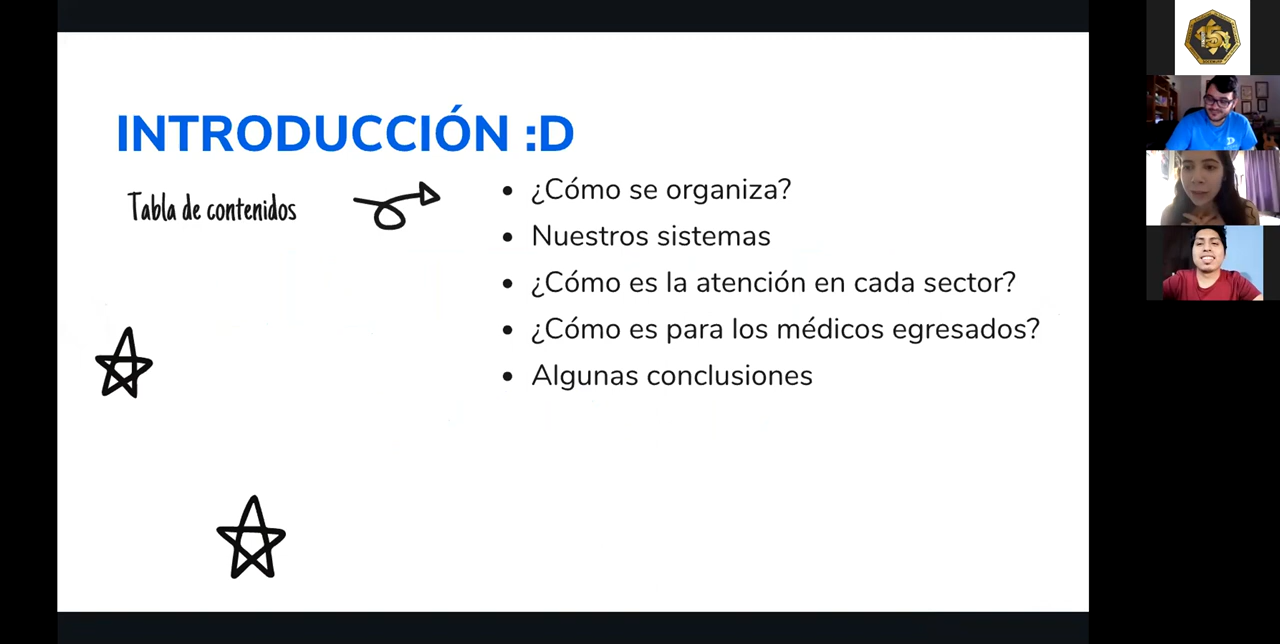 INTRODUCCIÓN :D
Tabla de contenidos
• ¿Cómo se organiza?
• Nuestros sistemas
• ¿Cómo es la atención en cada sector?
• ¿Cómo es para los médicos egresados?
• Algunas conclusiones